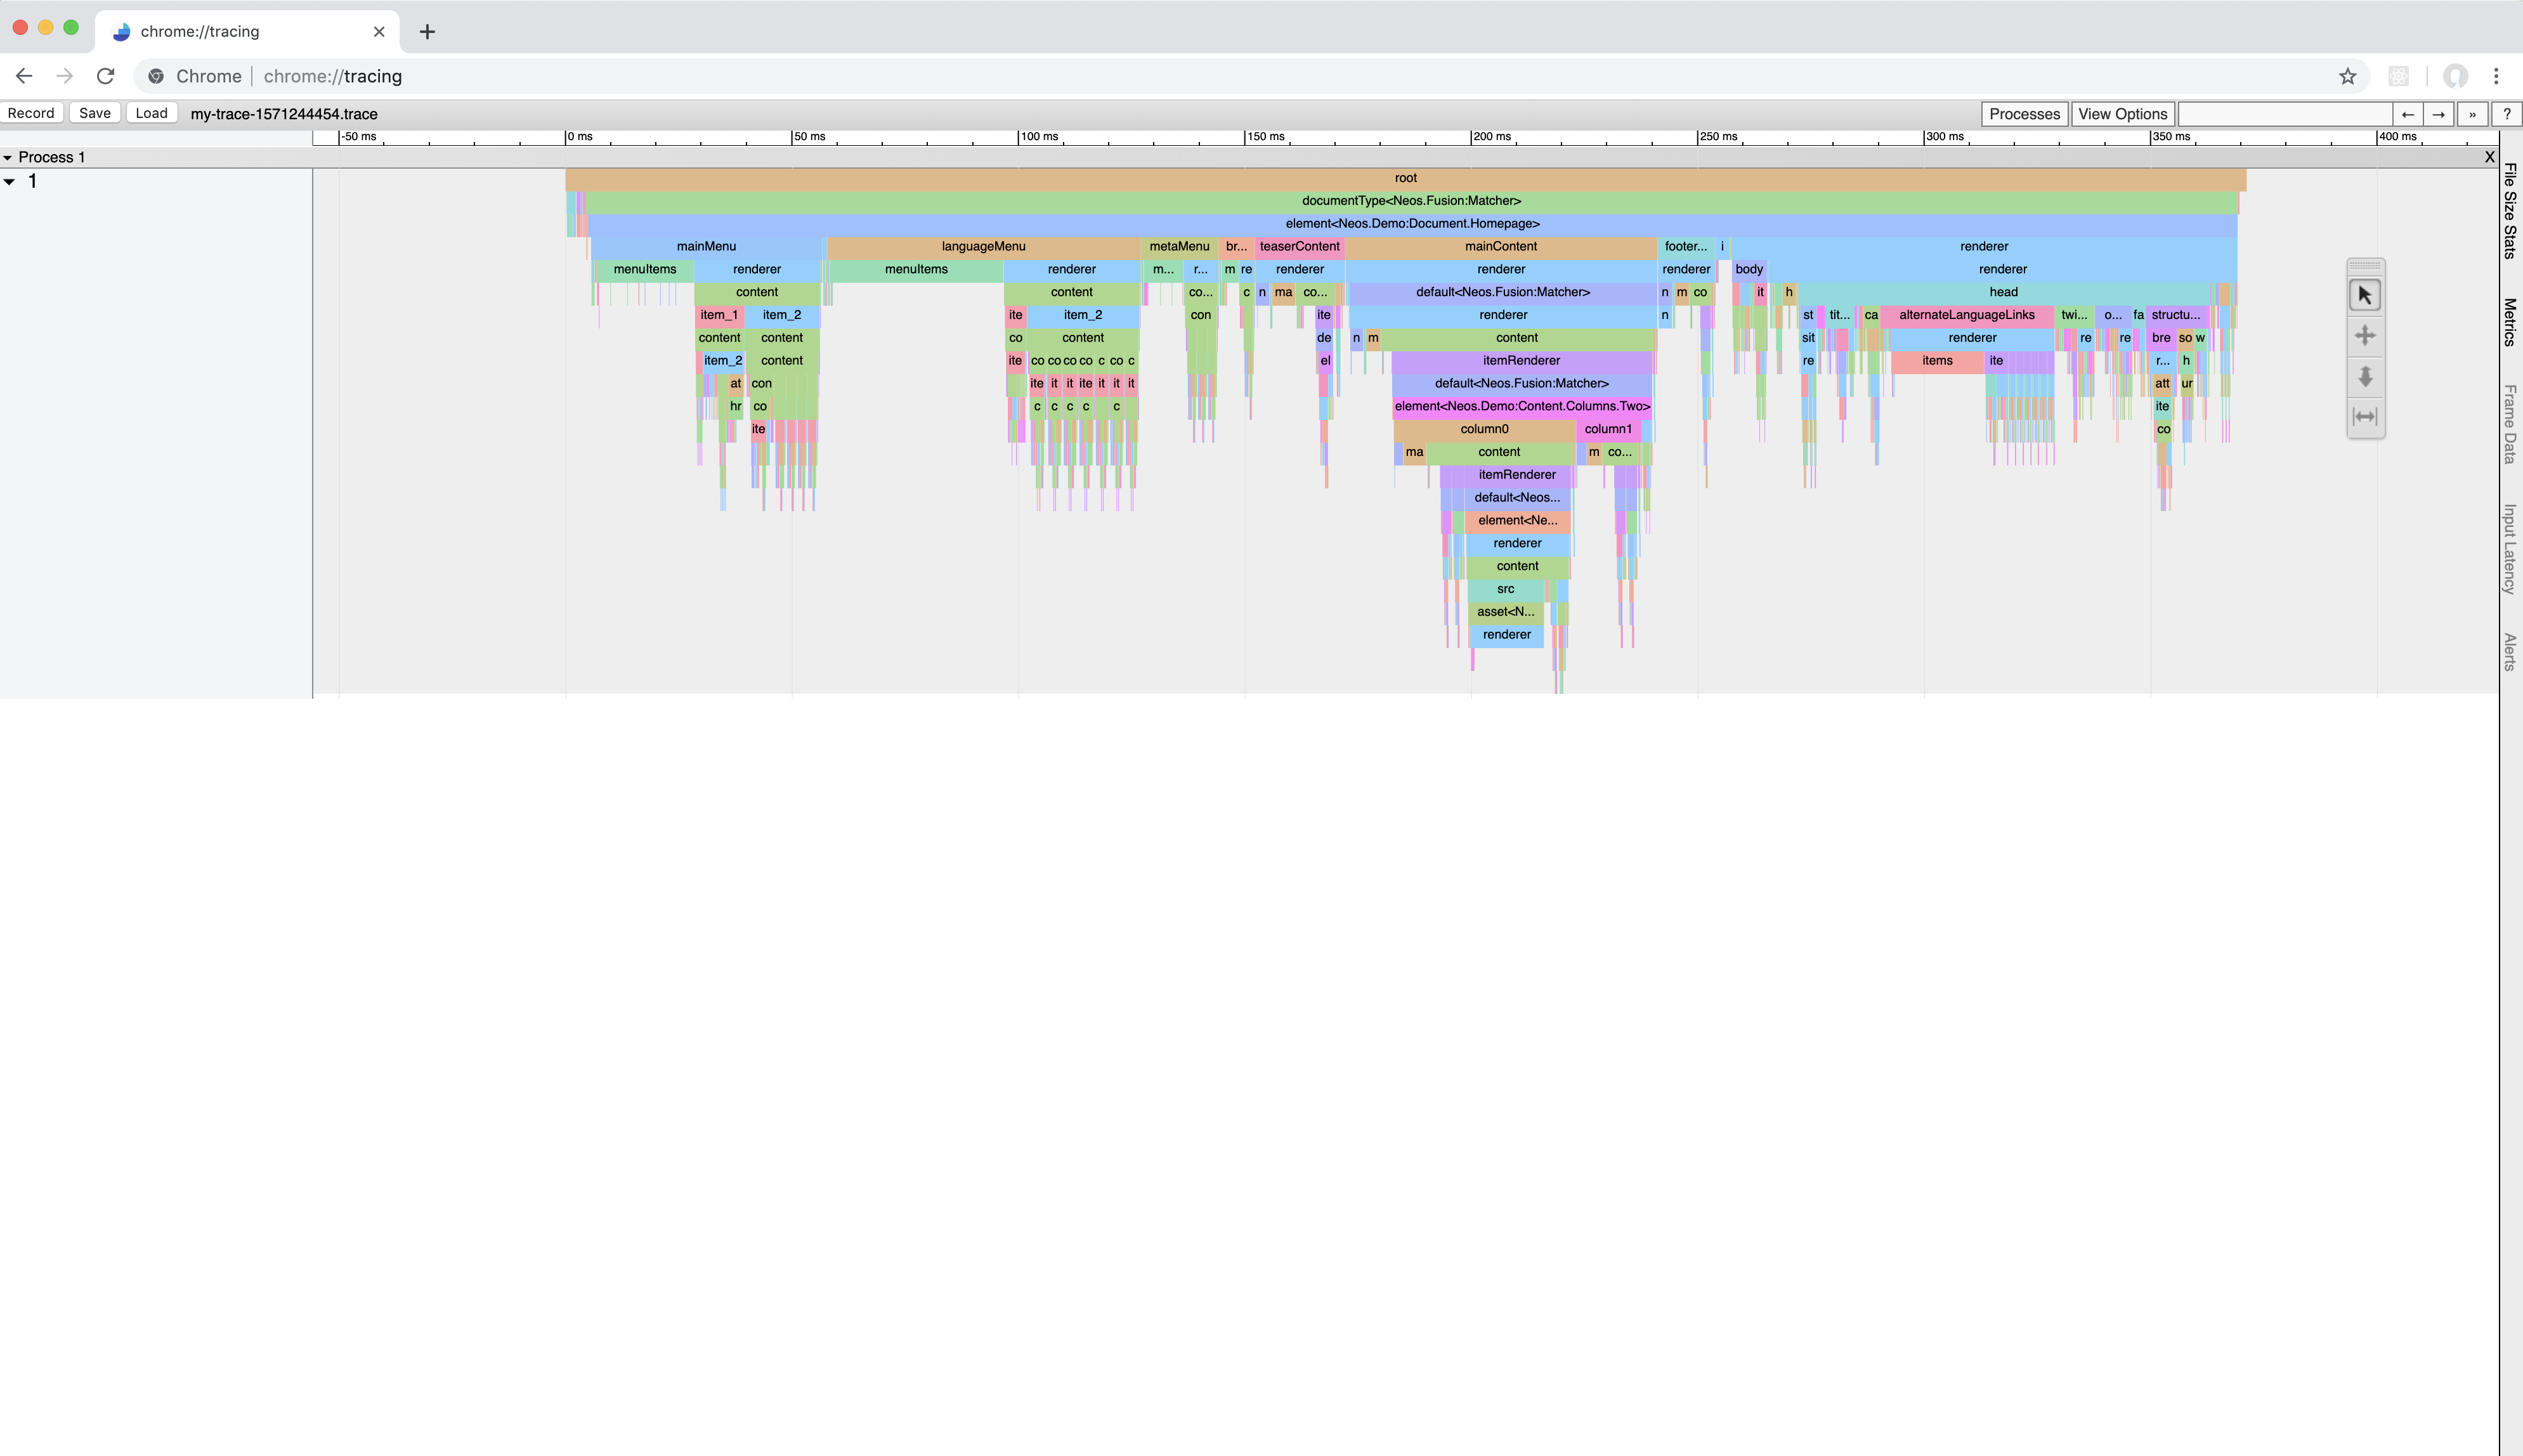 chrome://tracing
Chrome chrome://tracing
Record Save Load my-trace-1571244454.trace Processes View Options ← → » ?
-50 ms 0 ms 50 ms 100 ms 150 ms 200 ms 250 ms 300 ms 350 ms 400 ms
Process 1 X
1
root
documentType<Neos.Fusion:Matcher>
element<Neos.Demo:Document.Homepage>
mainMenu languageMenu metaMenu br... teaserContent mainContent footer... i renderer
menuItems renderer menuItems renderer m... r... m re renderer renderer renderer body renderer
content content co... c n ma co... default<Neos.Fusion:Matcher> n m co it h head
item_1 item_2 ite item_2 con ite renderer n st tit... ca alternateLanguageLinks twi... o... fa structu...
content content co content de n m content sit renderer re re bre so w
item_2 content ite co co co co c co c el itemRenderer re items ite r... h
at con ite it it ite it it it default<Neos.Fusion:Matcher> att ur
hr co c c c c c element<Neos.Demo:Content.Columns.Two> ite
ite column0 column1 co
ma content m co...
itemRenderer
default<Neos...
element<Ne...
renderer
content
src
asset<N...
renderer
File Size Stats
Metrics
Frame Data
Input Latency
Alerts